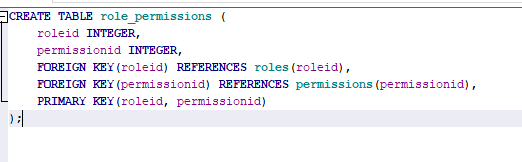 CREATE TABLE role_permissions (
roleid INTEGER,
permissionid INTEGER,
FOREIGN KEY(roleid) REFERENCES roles(roleid),
FOREIGN KEY(permissionid) REFERENCES permissions(permissionid),
PRIMARY KEY(roleid, permissionid)
);